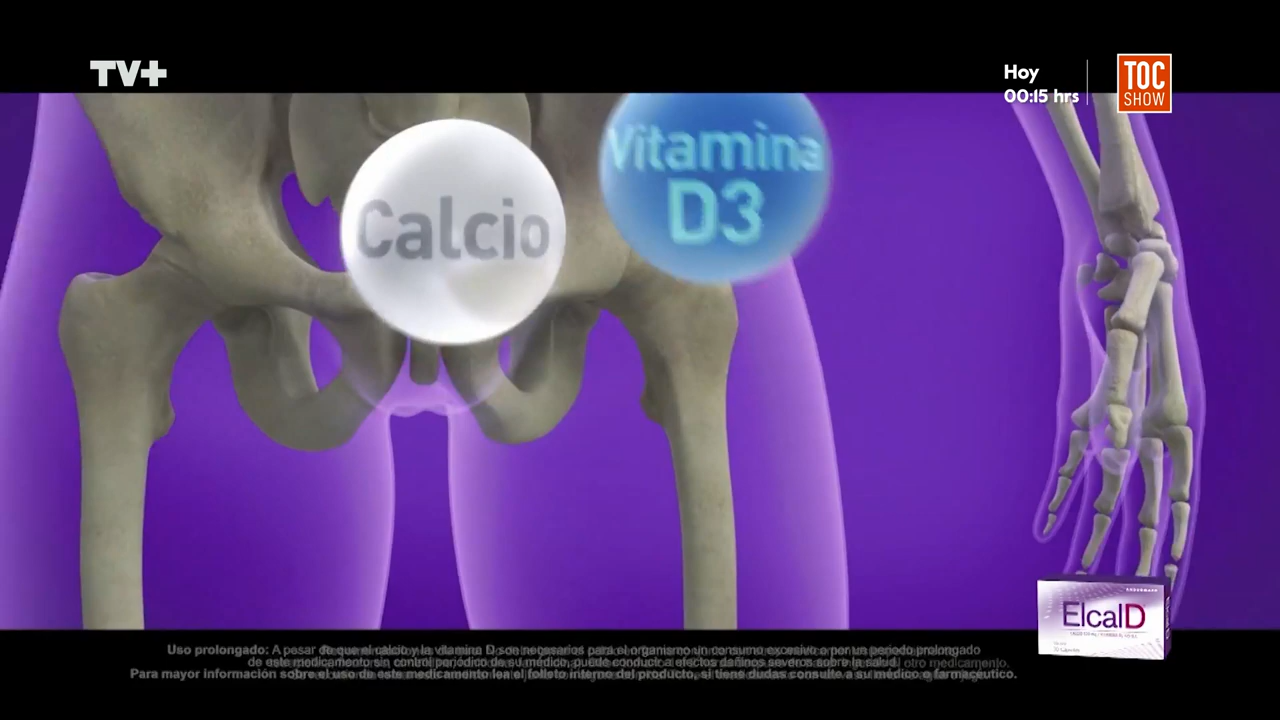 TV+
Hoy
00:15 hrs
TOC
SHOW
Calcio
Vitamina
D3
ElcalD
Uso prolongado: A pesar de que el calcio y la vitamina D son necesarios para el organismo un consumo excesivo o por un periodo prolongado
de este medicamento sin control periódico de su médico, puede conducir a efectos dañinos severos sobre la salud.
Para mayor información sobre el uso de este medicamento lea el folleto interno del producto, si tiene dudas consulte a su médico o farmacéutico.